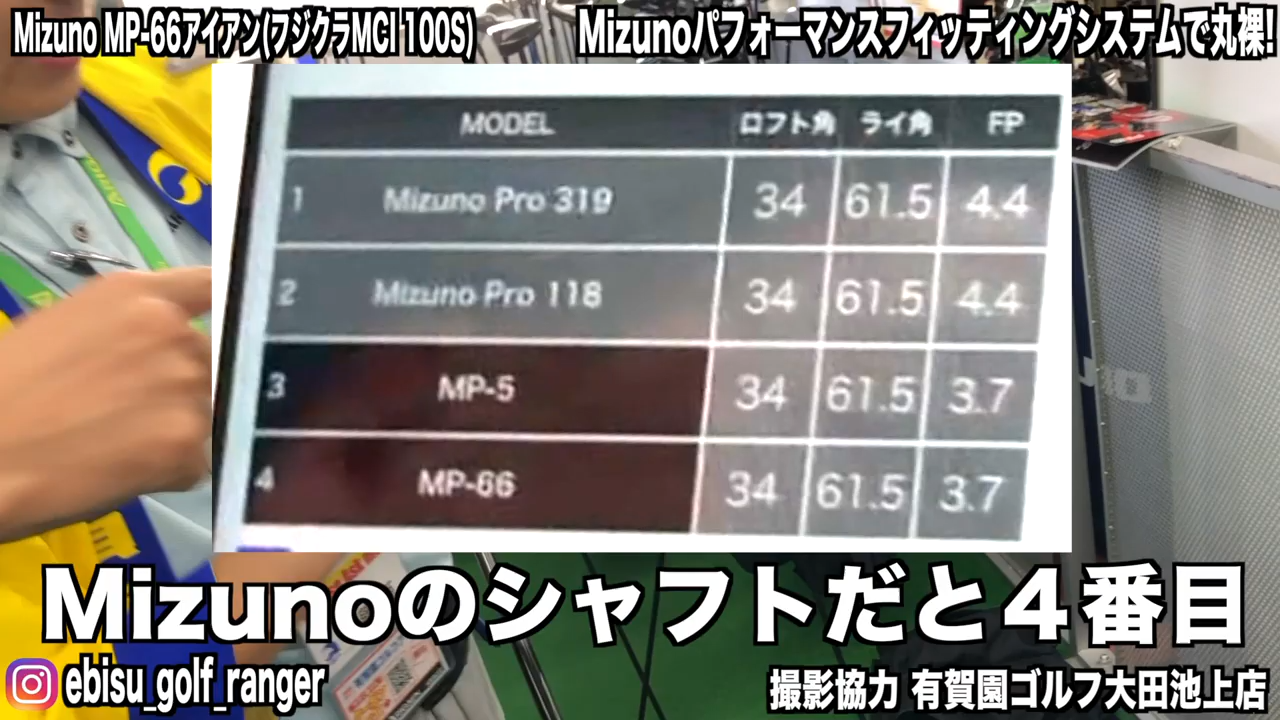 Mizuno MP-66アイアン(フジクラMCI 100S)
Mizunoパフォーマンスフィッティングシステムで丸裸!
MODEL ロフト角 ライ角 FP
1 Mizuno Pro 319 34 61.5 4.4
2 Mizuno Pro 118 34 61.5 4.4
3 MP-5 34 61.5 3.7
4 MP-66 34 61.5 3.7
Mizunoのシャフトだと4番目
ebisu_golf_ranger
撮影協力 有賀園ゴルフ大田池上店